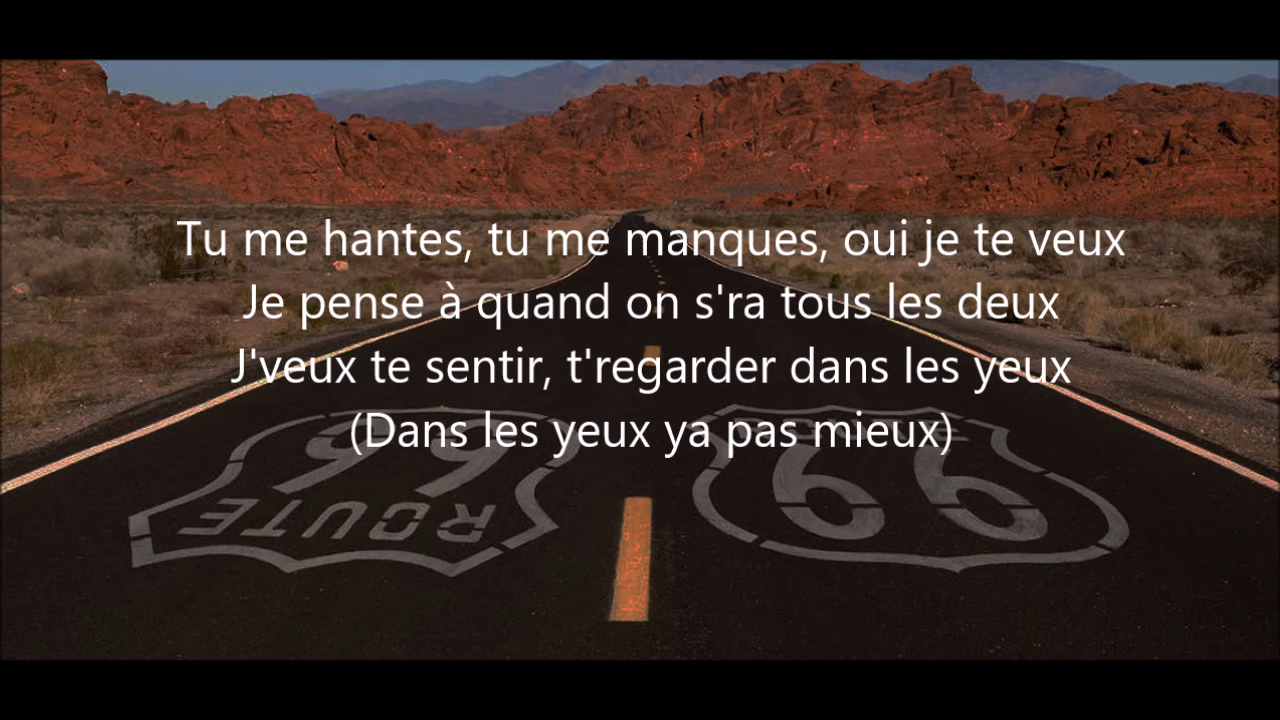 Tu me hantes, tu me manques, oui je te veux
Je pense à quand on s'ra tous les deux
J'veux te sentir, t'regarder dans les yeux
(Dans les yeux ya pas mieux)
66
ROUTE
66